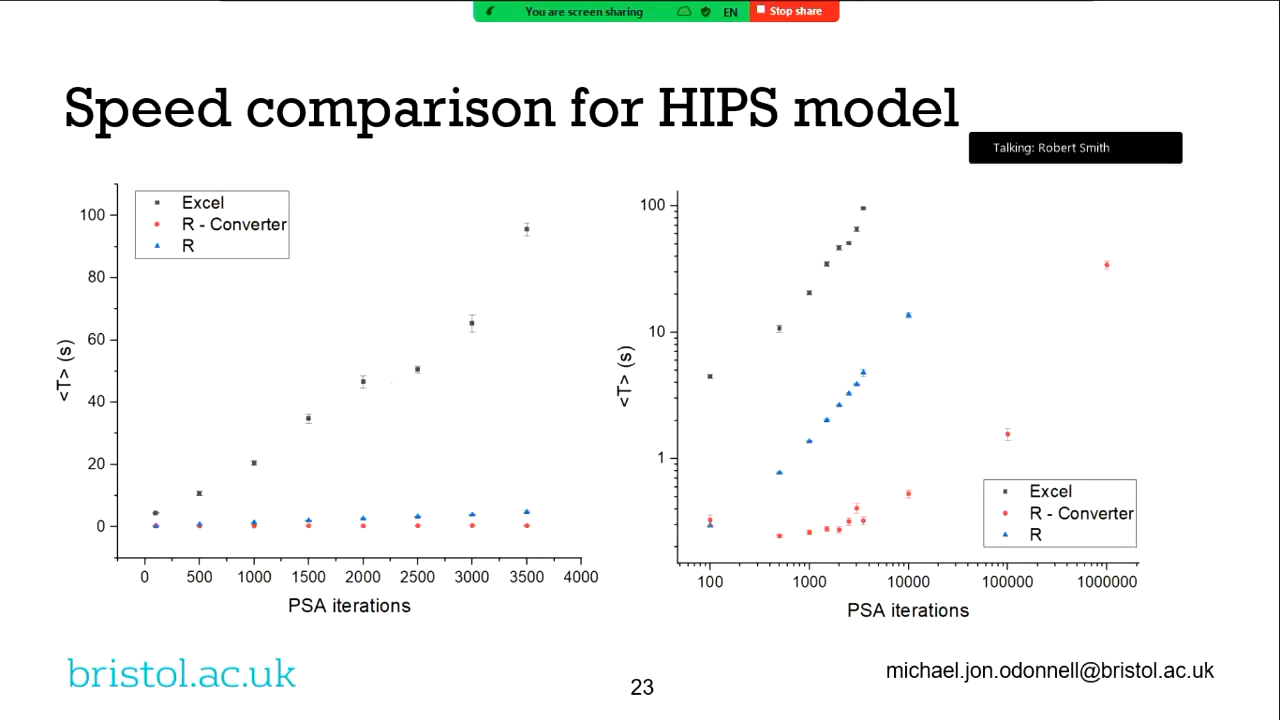 You are screen sharing EN Stop share
Speed comparison for HIPS model
Talking: Robert Smith
Excel
R - Converter
R
100
80
60
40
20
0
<T> (s)
0 500 1000 1500 2000 2500 3000 3500 4000
PSA iterations
100
10
1
<T> (s)
Excel
R - Converter
R
100 1000 10000 100000 1000000
PSA iterations
bristol.ac.uk
23
michael.jon.odonnell@bristol.ac.uk